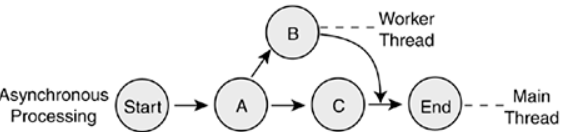 B
Worker
Thread
Asynchronous
Processing
Start
A
C
End
Main
Thread